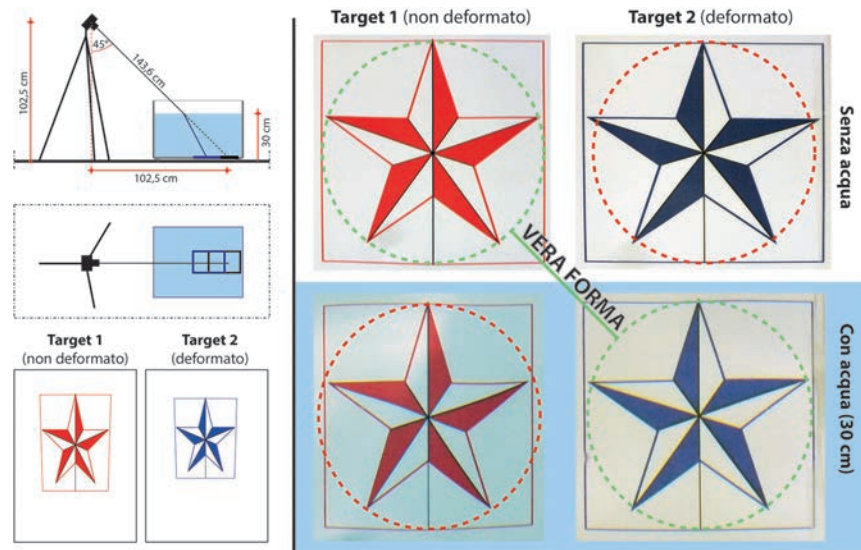 45°
143,6 cm
102,5 cm
30 cm
102,5 cm
Target 1
(non deformato)
Target 2
(deformato)
Target 1 (non deformato)
Target 2 (deformato)
Senza acqua
VERA FORMA
Con acqua (30 cm)